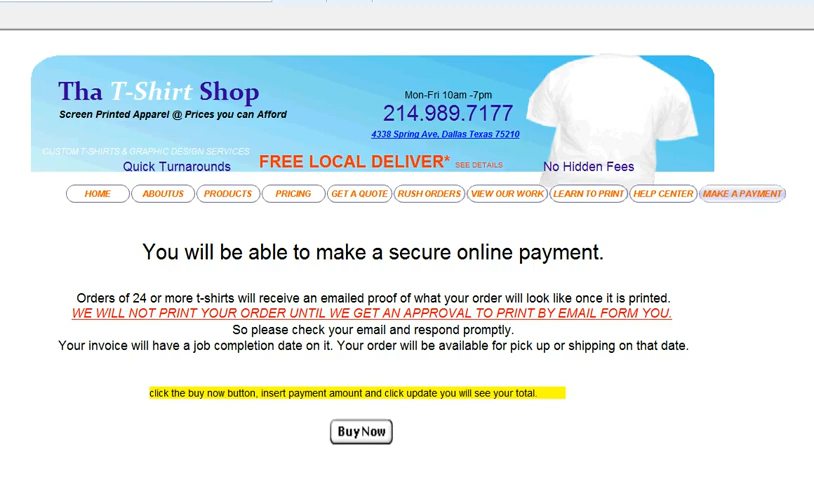 Tha T-Shirt Shop
Screen Printed Apparel @ Prices you can Afford
Mon-Fri 10am -7pm
214.989.7177
4338 Spring Ave, Dallas Texas 75210
CUSTOM T-SHIRTS & GRAPHIC DESIGN SERVICES
Quick Turnarounds
FREE LOCAL DELIVER* SEE DETAILS
No Hidden Fees
HOME ABOUTUS PRODUCTS PRICING GET A QUOTE RUSH ORDERS VIEW OUR WORK LEARN TO PRINT HELP CENTER MAKE A PAYMENT
You will be able to make a secure online payment.
Orders of 24 or more t-shirts will receive an emailed proof of what your order will look like once it is printed.
WE WILL NOT PRINT YOUR ORDER UNTIL WE GET AN APPROVAL TO PRINT BY EMAIL FORM YOU.
So please check your email and respond promptly.
Your invoice will have a job completion date on it. Your order will be available for pick up or shipping on that date.
click the buy now button, insert payment amount and click update you will see your total.
Buy Now